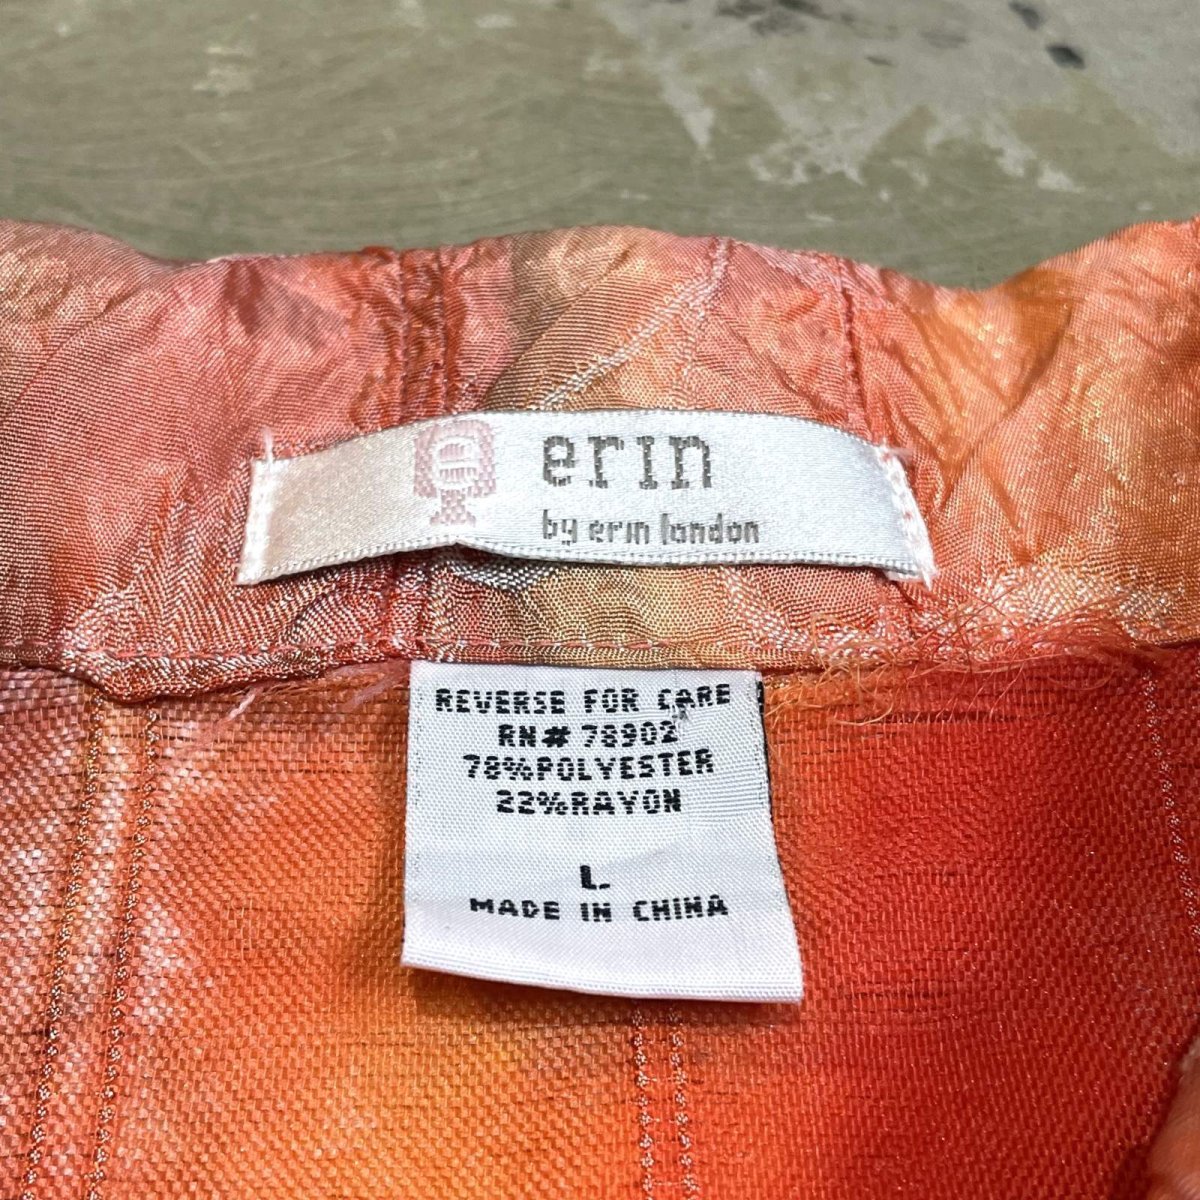 erin
by erin london
REVERSE FOR CARE
RN# 78902
78%POLYESTER
22%RAYON
L
MADE IN CHINA